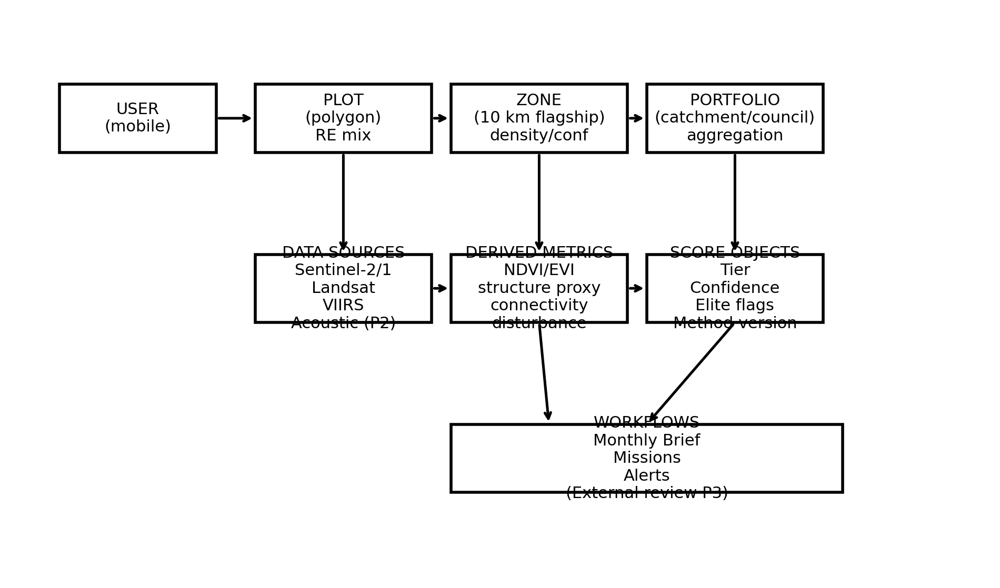 USER
(mobile)
PLOT
(polygon)
RE mix
ZONE
(10 km flagship)
density/conf
PORTFOLIO
(catchment/council)
aggregation
DATA SOURCES
Sentinel-2/1
Landsat
VIIRS
Acoustic (P2)
DERIVED METRICS
NDVI/EVI
structure proxy
connectivity
disturbance
SCORE OBJECTS
Tier
Confidence
Elite flags
Method version
WORKFLOWS
Monthly Brief
Missions
Alerts
(External review P3)